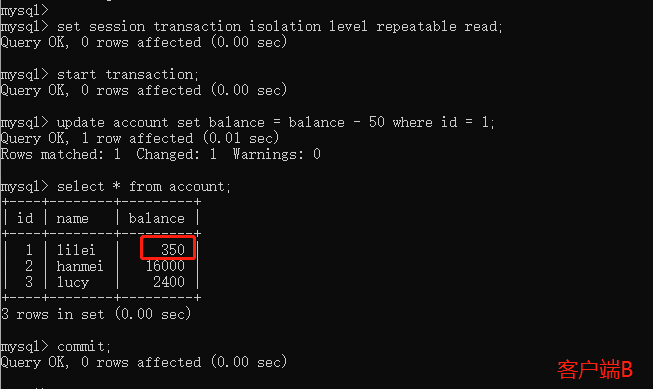 mysql>
mysql> set session transaction isolation level repeatable read;
Query OK, 0 rows affected (0.00 sec)
mysql> start transaction;
Query OK, 0 rows affected (0.00 sec)
mysql> update account set balance = balance - 50 where id = 1;
Query OK, 1 row affected (0.01 sec)
Rows matched: 1  Changed: 1  Warnings: 0
mysql> select * from account;
+----+--------+---------+
| id | name   | balance |
+----+--------+---------+
|  1 | lilei  |     350 |
|  2 | hanmei |   16000 |
|  3 | lucy   |    2400 |
+----+--------+---------+
3 rows in set (0.00 sec)
mysql> commit;
Query OK, 0 rows affected (0.00 sec)
客户端B